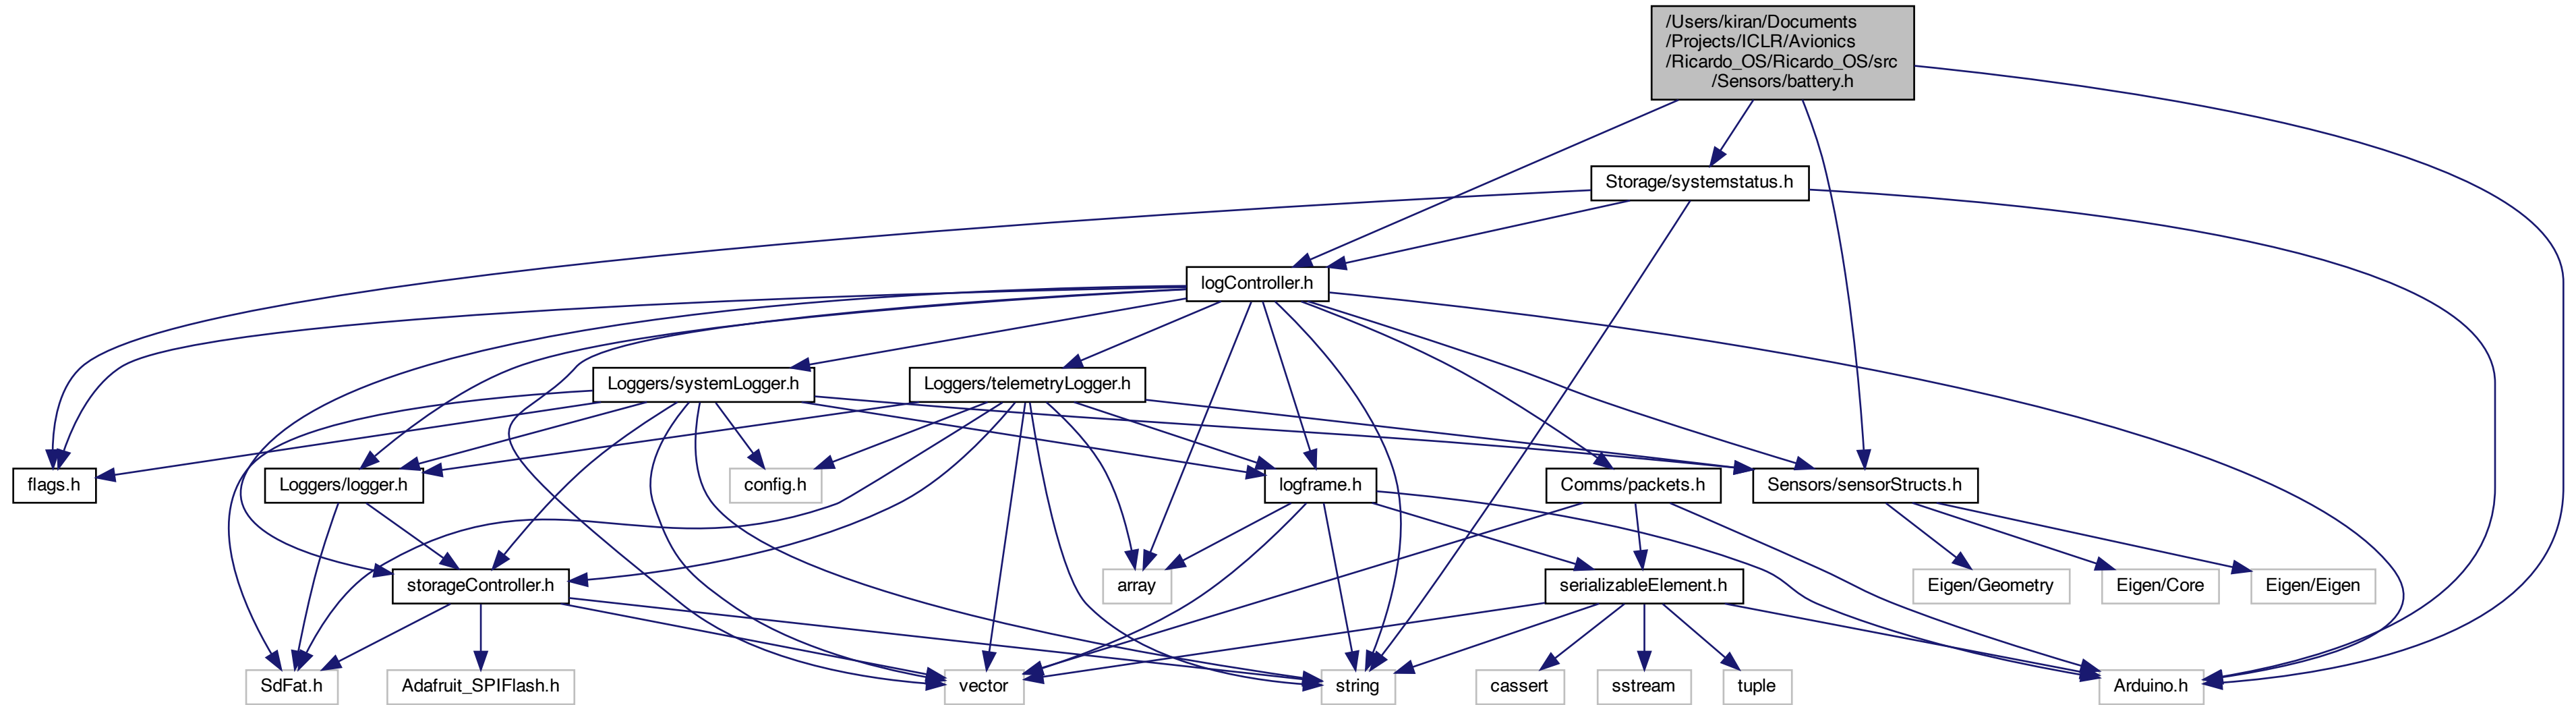 /Users/kiran/Documents
/Projects/ICLR/Avionics
/Ricardo_OS/Ricardo_OS/src
/Sensors/battery.h
Storage/systemstatus.h
logController.h
Loggers/systemLogger.h
Loggers/telemetryLogger.h
flags.h
Loggers/logger.h
config.h
logframe.h
Comms/packets.h
Sensors/sensorStructs.h
storageController.h
array
serializableElement.h
Eigen/Geometry
Eigen/Core
Eigen/Eigen
SdFat.h
Adafruit_SPIFlash.h
vector
string
cassert
sstream
tuple
Arduino.h